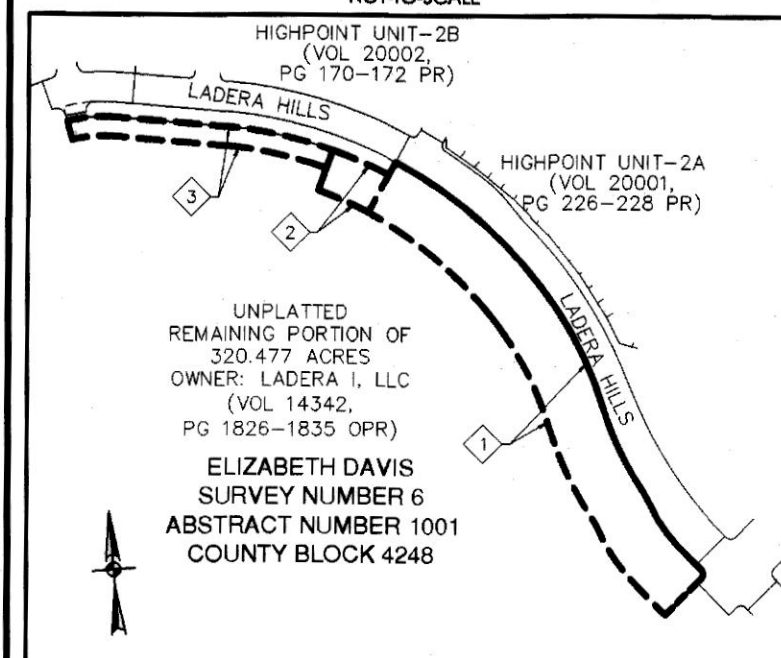 HIGHPOINT UNIT-2B
(VOL 20002,
PG 170-172 PR)
LADERA HILLS
HIGHPOINT UNIT-2A
(VOL 20001,
PG 226-228 PR)
LADERA HILLS
3
2
1
UNPLATTED
REMAINING PORTION OF
320.477 ACRES
OWNER: LADERA I, LLC
(VOL 14342,
PG 1826-1835 OPR)
ELIZABETH DAVIS
SURVEY NUMBER 6
ABSTRACT NUMBER 1001
COUNTY BLOCK 4248